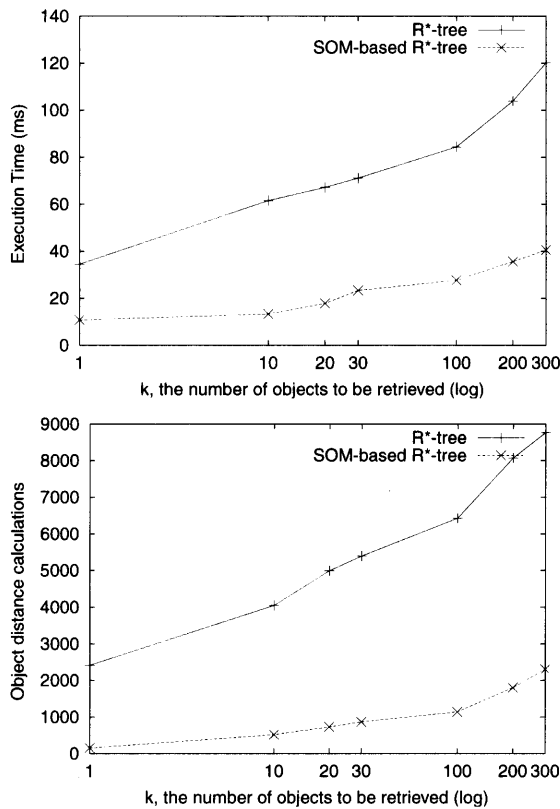 140
120
100
80
60
40
20
0
Execution Time (ms)
R*-tree
SOM-based R*-tree
1 10 20 30 100 200 300
k, the number of objects to be retrieved (log)
9000
8000
7000
6000
5000
4000
3000
2000
1000
0
Object distance calculations
R*-tree
SOM-based R*-tree
1 10 20 30 100 200 300
k, the number of objects to be retrieved (log)